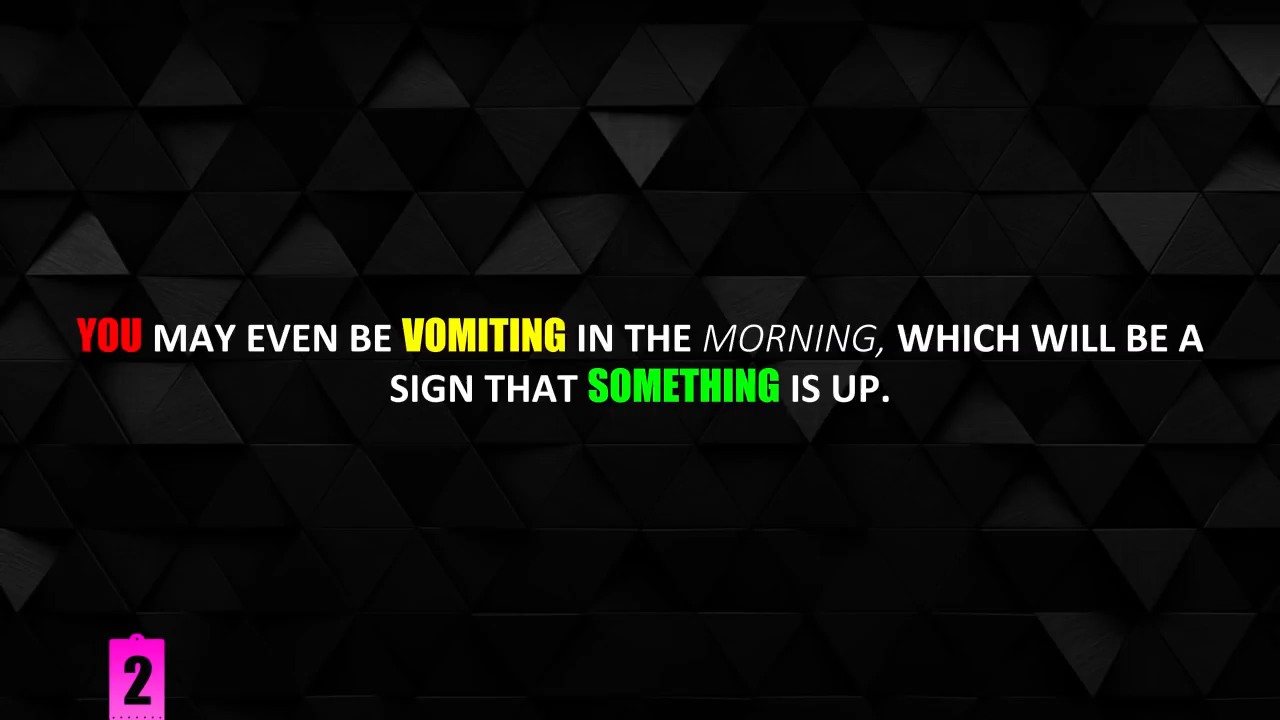 YOU MAY EVEN BE VOMITING IN THE MORNING, WHICH WILL BE A
SIGN THAT SOMETHING IS UP.
2